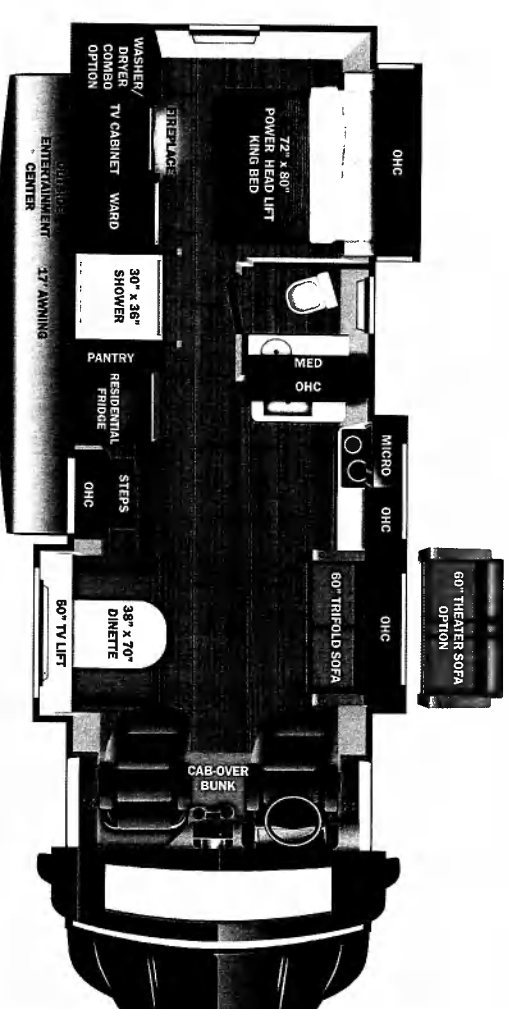 WASHER/
DRYER
COMBO
OPTION
TV CABINET
WARD
FIREPLACE
72" x 80"
POWER HEAD LIFT
KING BED
OHC
OUTSIDE
ENTERTAINMENT
CENTER
17' AWNING
30" x 36"
SHOWER
PANTRY
RESIDENTIAL
FRIDGE
MED
OHC
MICRO
OHC
STEPS
OHC
38" x 70"
DINETTE
50" TV LIFT
60" TRIFOLD SOFA
OHC
60" THEATER SOFA
OPTION
CAB-OVER
BUNK